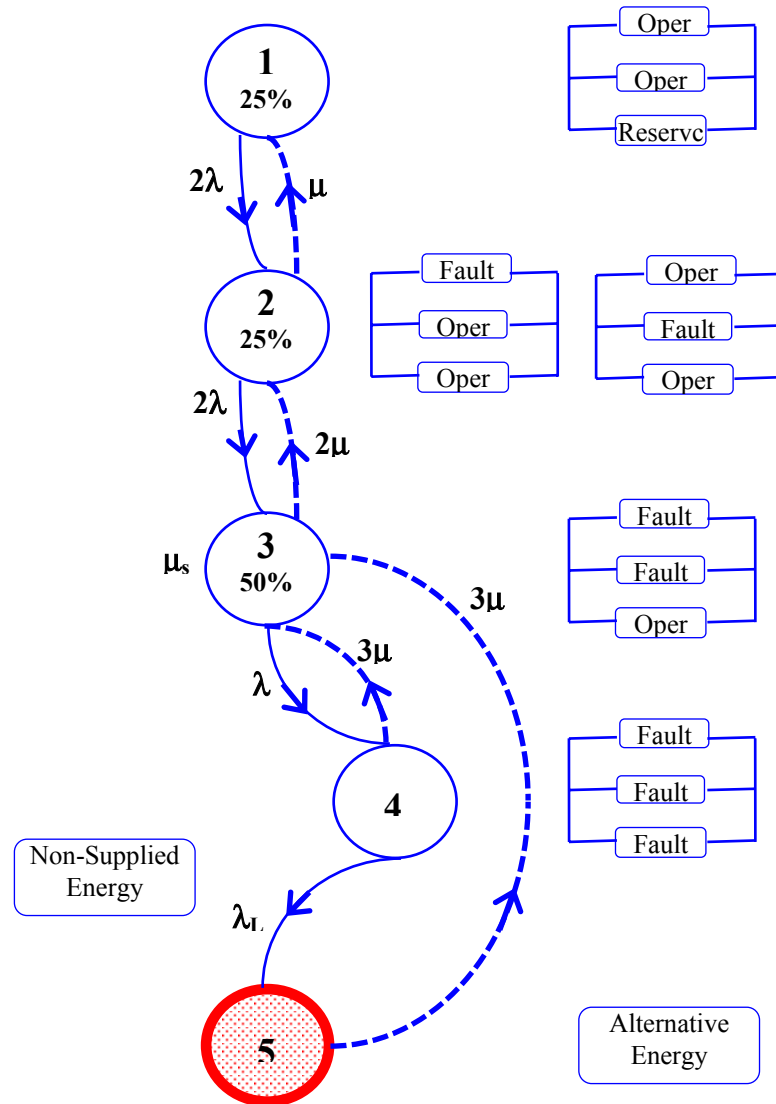 1
25%
Oper
Oper
Reservc
2λ
μ
2
25%
Fault
Oper
Oper
Oper
Fault
Oper
2λ
2μ
3
50%
μs
Fault
Fault
Oper
3μ
3μ
λ
4
Fault
Fault
Fault
Non-Supplied
Energy
λL
5
Alternative
Energy